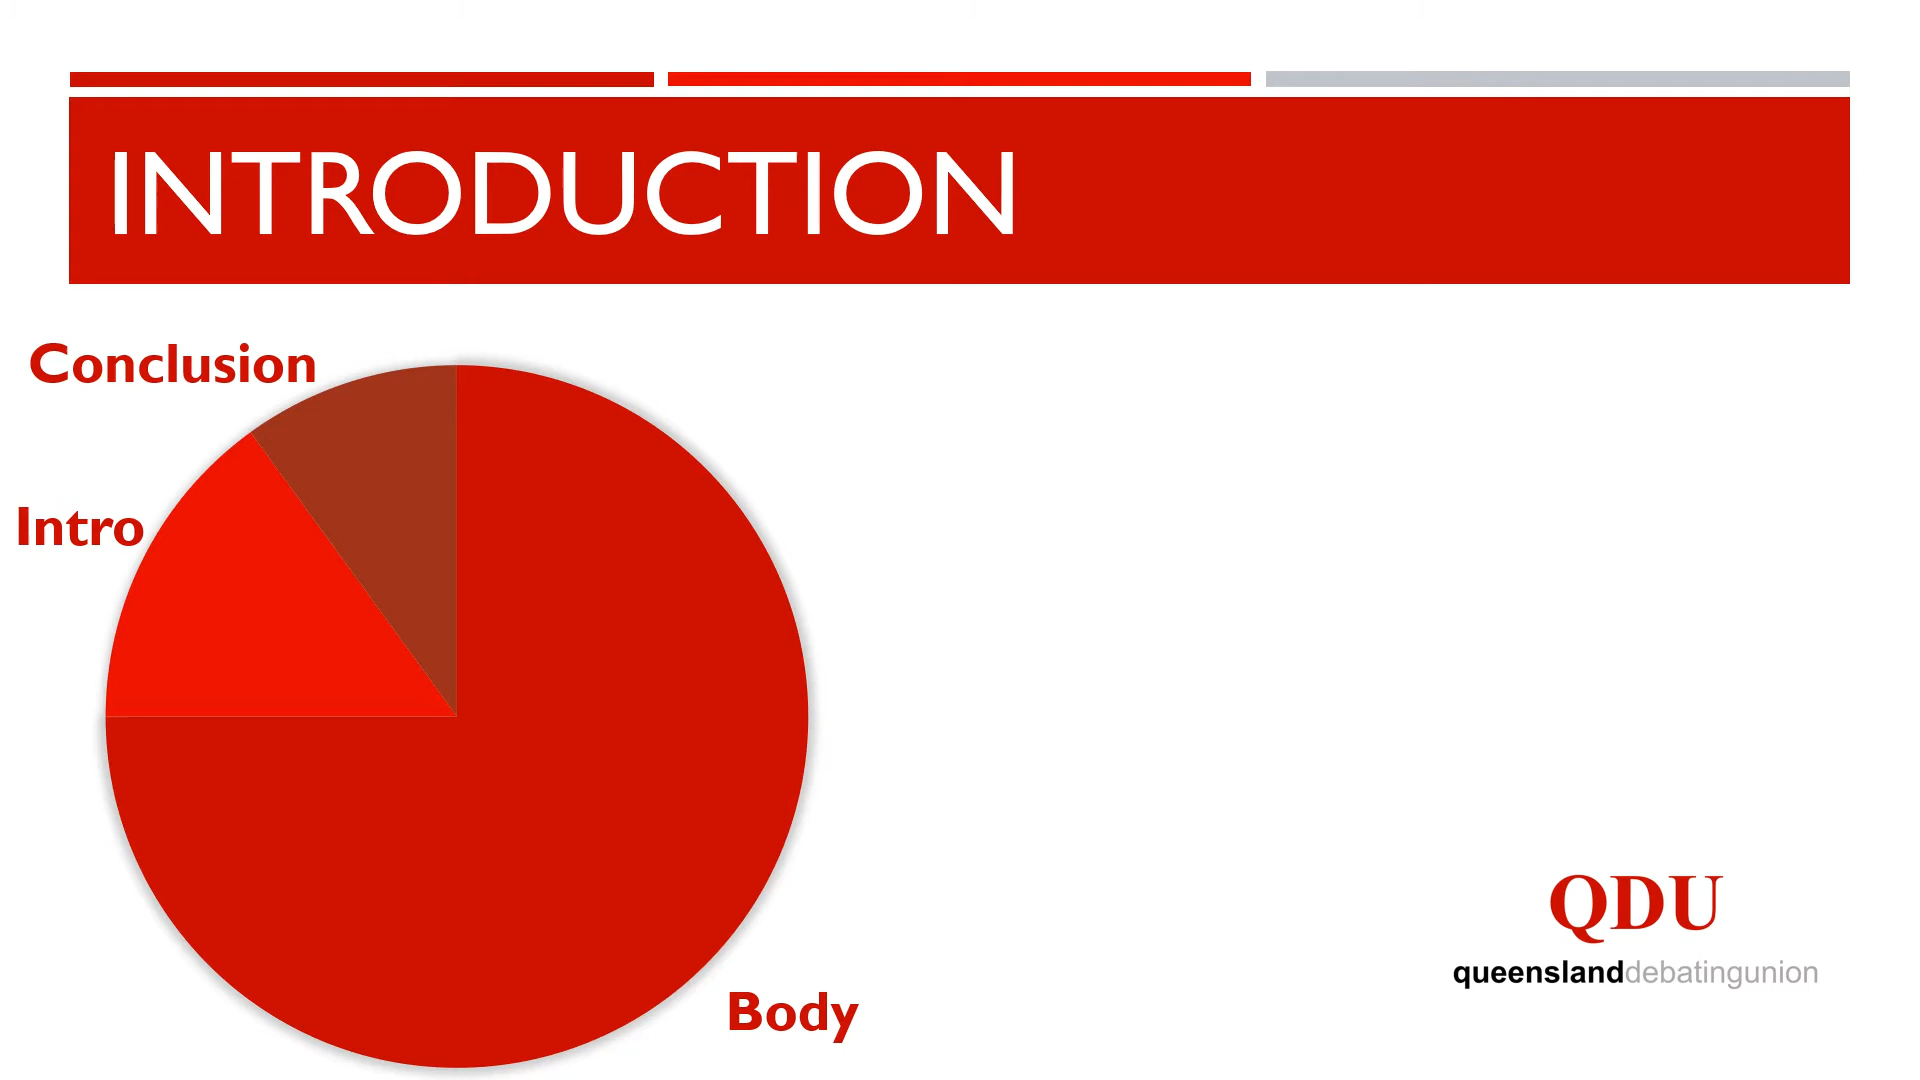 INTRODUCTION
Conclusion
Intro
Body
QDU
queenslanddebatingunion